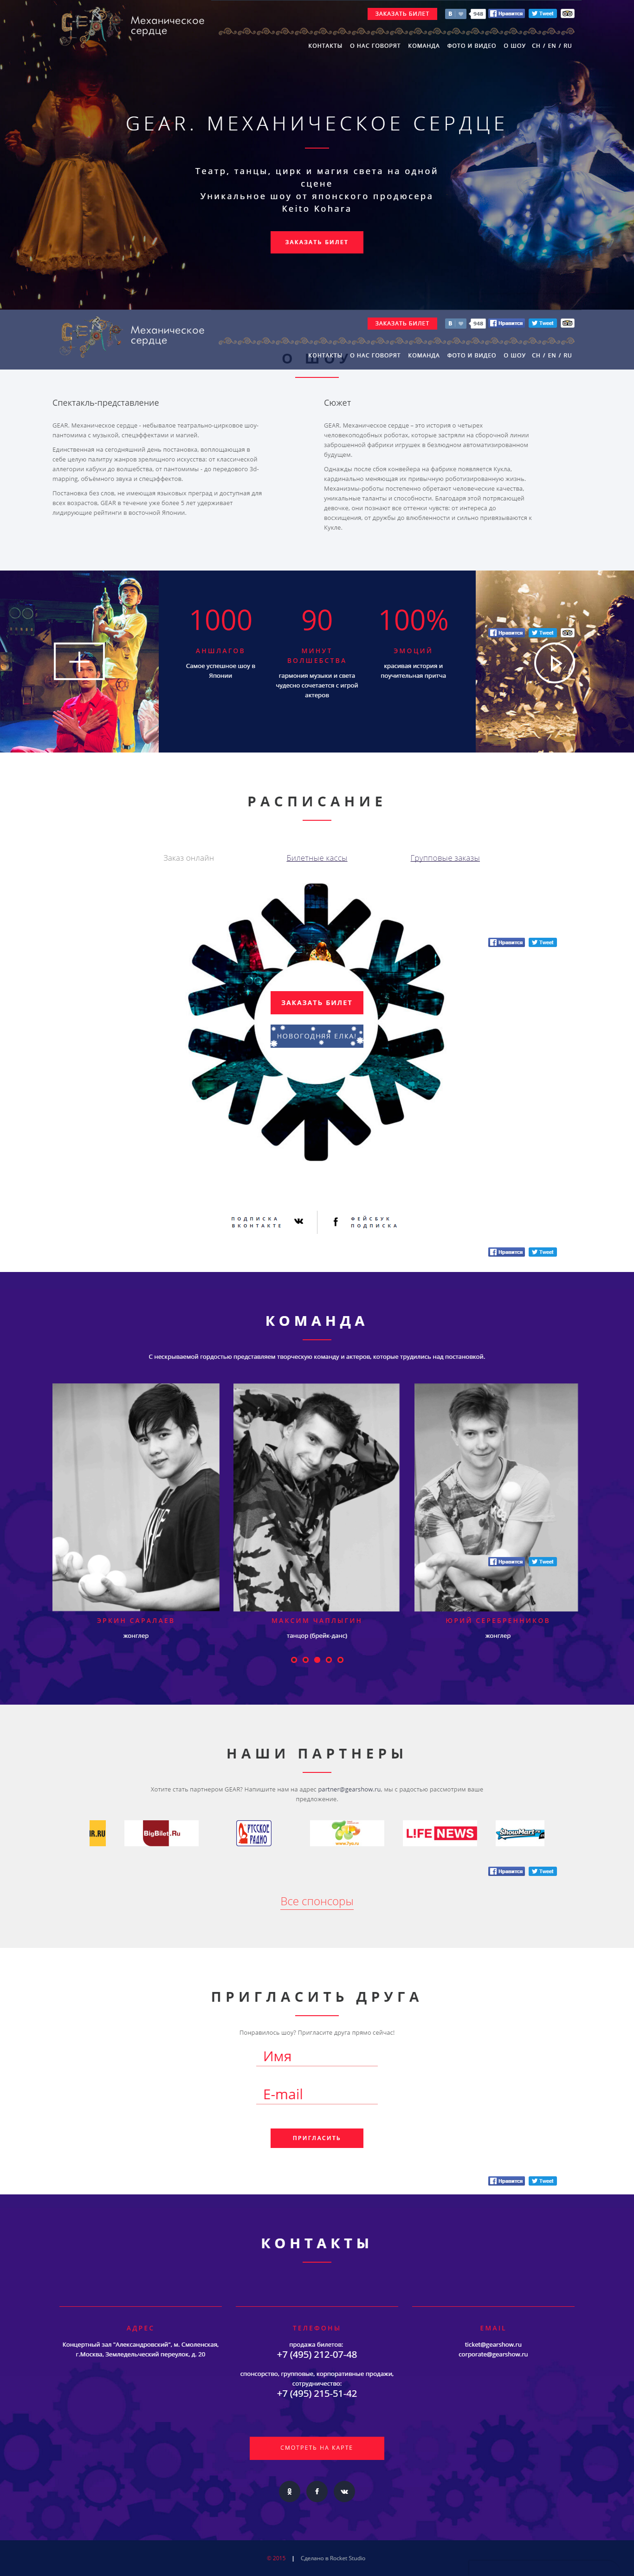 GEAR
Механическое
сердце
ЗАКАЗАТЬ БИЛЕТ
В
948
Нравится
Tweet
КОНТАКТЫ О НАС ГОВОРЯТ КОМАНДА ФОТО И ВИДЕО О ШОУ CH / EN / RU
GEAR. МЕХАНИЧЕСКОЕ СЕРДЦЕ
Театр, танцы, цирк и магия света на одной
сцене
Уникальное шоу от японского продюсера
Keito Kohara
ЗАКАЗАТЬ БИЛЕТ
GEAR
Механическое
сердце
ЗАКАЗАТЬ БИЛЕТ
В
948
Нравится
Tweet
КОНТАКТЫ О НАС ГОВОРЯТ КОМАНДА ФОТО И ВИДЕО О ШОУ CH / EN / RU
О ШОУ
Спектакль-представление
GEAR. Механическое сердце - небывалое театрально-цирковое шоу-
пантомима с музыкой, спецэффектами и магией.
Единственная на сегодняшний день постановка, воплощающая в
себе целую палитру жанров зрелищного искусства: от классической
аллегории кабуки до волшебства, от пантомимы - до передового 3d-
mapping, объёмного звука и спецэффектов.
Постановка без слов, не имеющая языковых преград и доступная для
всех возрастов, GEAR в течение уже более 5 лет удерживает
лидирующие рейтинги в восточной Японии.
Сюжет
GEAR. Механическое сердце – это история о четырех
человекоподобных роботах, которые застряли на сборочной линии
заброшенной фабрики игрушек в безлюдном автоматизированном
будущем.
Однажды после сбоя конвейера на фабрике появляется Кукла,
кардинально меняющая их привычную роботизированную жизнь.
Механизмы-роботы постепенно обретают человеческие качества,
уникальные таланты и способности. Благодаря этой потрясающей
девочке, они познают все оттенки чувств: от интереса до
восхищения, от дружбы до влюбленности и сильно привязываются к
Кукле.
1000
АНШЛАГОВ
Самое успешное шоу в
Японии
90
МИНУТ
ВОЛШЕБСТВА
гармония музыки и света
чудесно сочетается с игрой
актеров
100%
ЭМОЦИЙ
красивая история и
поучительная притча
Нравится
Tweet
РАСПИСАНИЕ
Заказ онлайн
Билетные кассы
Групповые заказы
Нравится
Tweet
ЗАКАЗАТЬ БИЛЕТ
НОВОГОДНЯЯ ЕЛКА!
ПОДПИСКА
ВКОНТАКТЕ
ФЕЙСБУК
ПОДПИСКА
Нравится
Tweet
КОМАНДА
С нескрываемой гордостью представляем творческую команду и актеров, которые трудились над постановкой.
Нравится
Tweet
ЭРКИН САРАЛАЕВ
жонглер
МАКСИМ ЧАПЛЫГИН
танцор (брейк-данс)
ЮРИЙ СЕРЕБРЕННИКОВ
жонглер
НАШИ ПАРТНЕРЫ
Хотите стать партнером GEAR? Напишите нам на адрес partner@gearshow.ru, мы с радостью рассмотрим ваше
предложение.
IR.RU
BigBilet.Ru
РУССКОЕ
РАДИО
LIFE NEWS
ShowMarz
Нравится
Tweet
Все спонсоры
ПРИГЛАСИТЬ ДРУГА
Понравилось шоу? Пригласите друга прямо сейчас!
Имя
E-mail
ПРИГЛАСИТЬ
Нравится
Tweet
КОНТАКТЫ
АДРЕС
Концертный зал "Александровский", м. Смоленская,
г.Москва, Земледельческий переулок, д. 20
ТЕЛЕФОНЫ
продажа билетов:
+7 (495) 212-07-48
спонсорство, групповые, корпоративные продажи,
сотрудничество:
+7 (495) 215-51-42
EMAIL
ticket@gearshow.ru
corporate@gearshow.ru
СМОТРЕТЬ НА КАРТЕ
© 2015 | Сделано в Rocket Studio